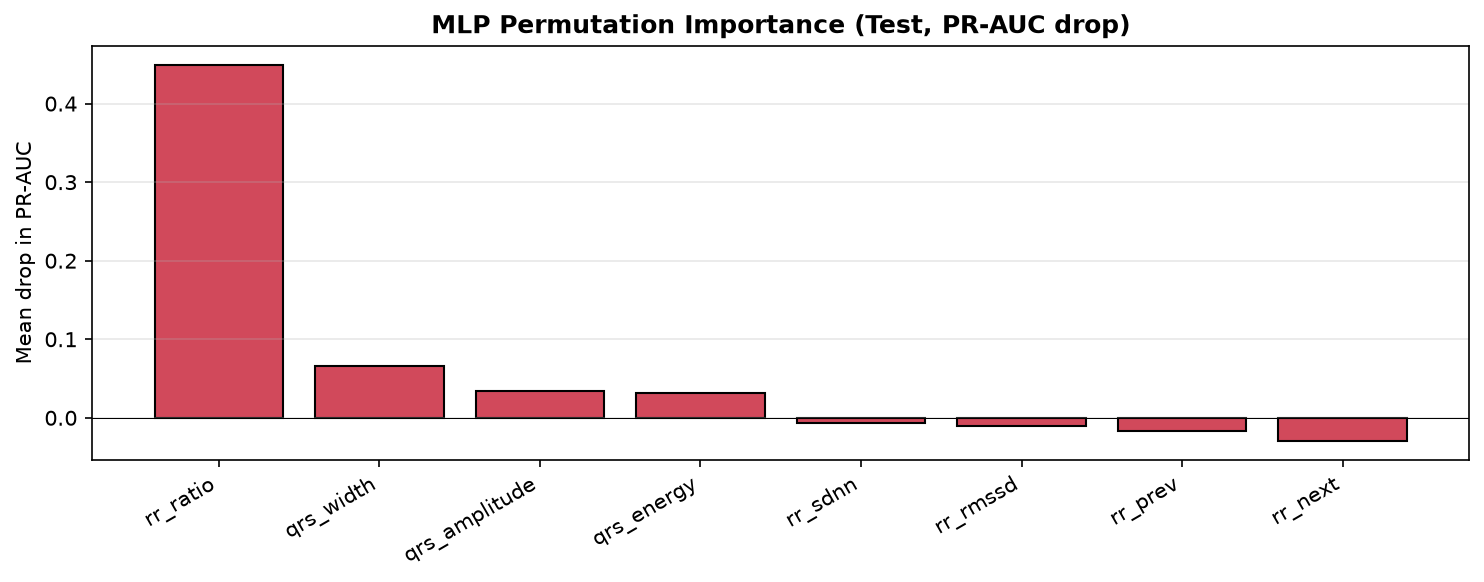 MLP Permutation Importance (Test, PR-AUC drop)
Mean drop in PR-AUC
0.4
0.3
0.2
0.1
0.0
rr_ratio
qrs_width
qrs_amplitude
qrs_energy
rr_sdnn
rr_rmssd
rr_prev
rr_next